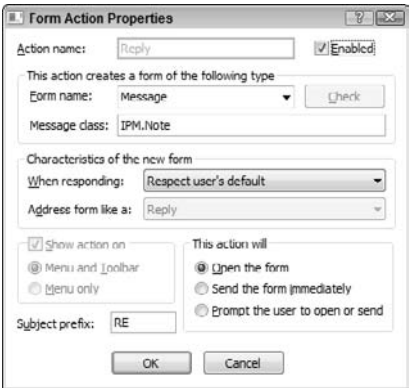 Form Action Properties
Action name: Reply Enabled
This action creates a form of the following type
Form name: Message Check
Message class: IPM.Note
Characteristics of the new form
When responding: Respect user's default
Address form like a: Reply
Show action on
Menu and Toolbar
Menu only
This action will
Open the form
Send the form immediately
Prompt the user to open or send
Subject prefix: RE
OK Cancel